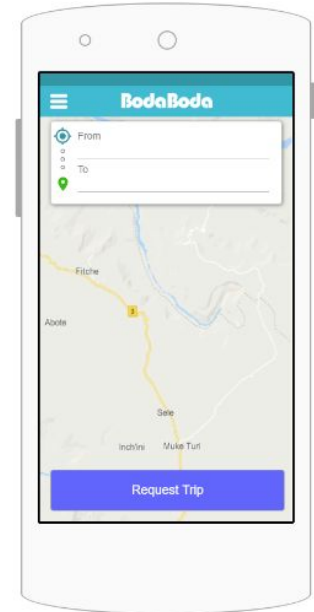 BodaBoda
From
To
Fitche
3
Abote
Sele
Inch'ini Muke Turi
Request Trip